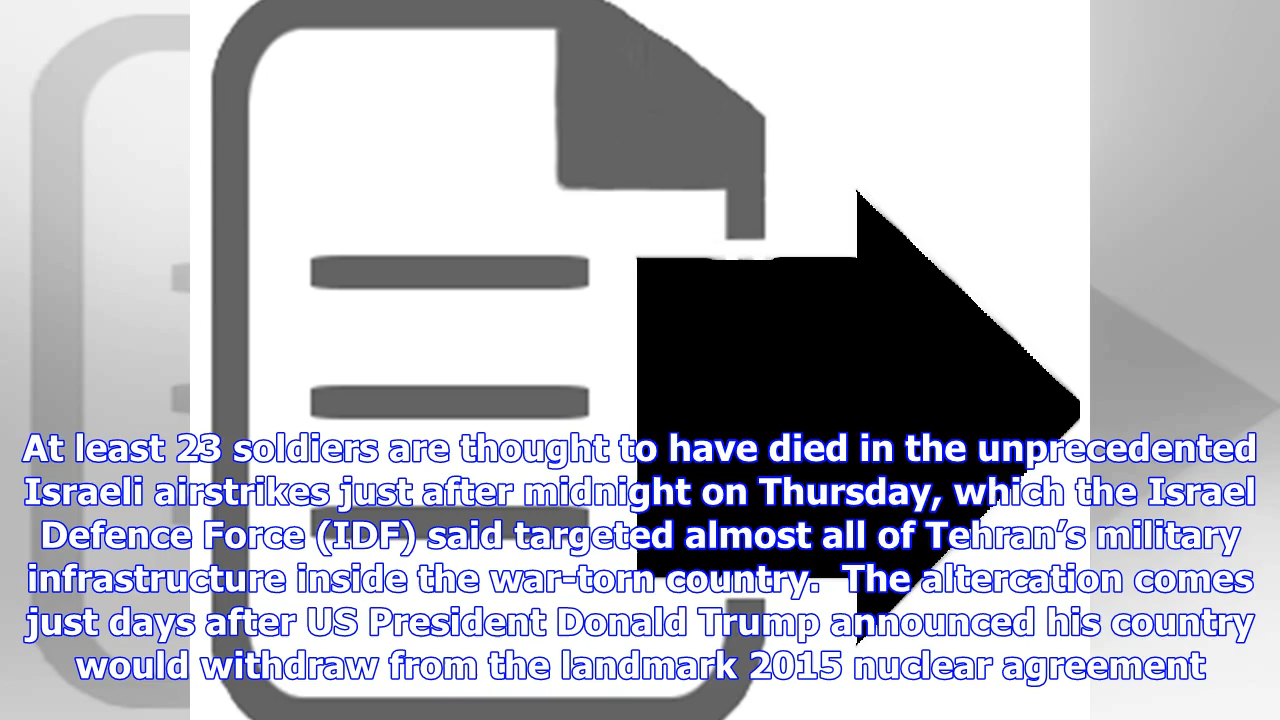 At least 23 soldiers are thought to have died in the unprecedented
Israeli airstrikes just after midnight on Thursday, which the Israel
Defence Force (IDF) said targeted almost all of Tehran’s military
infrastructure inside the war-torn country.  The altercation comes
just days after US President Donald Trump announced his country
would withdraw from the landmark 2015 nuclear agreement